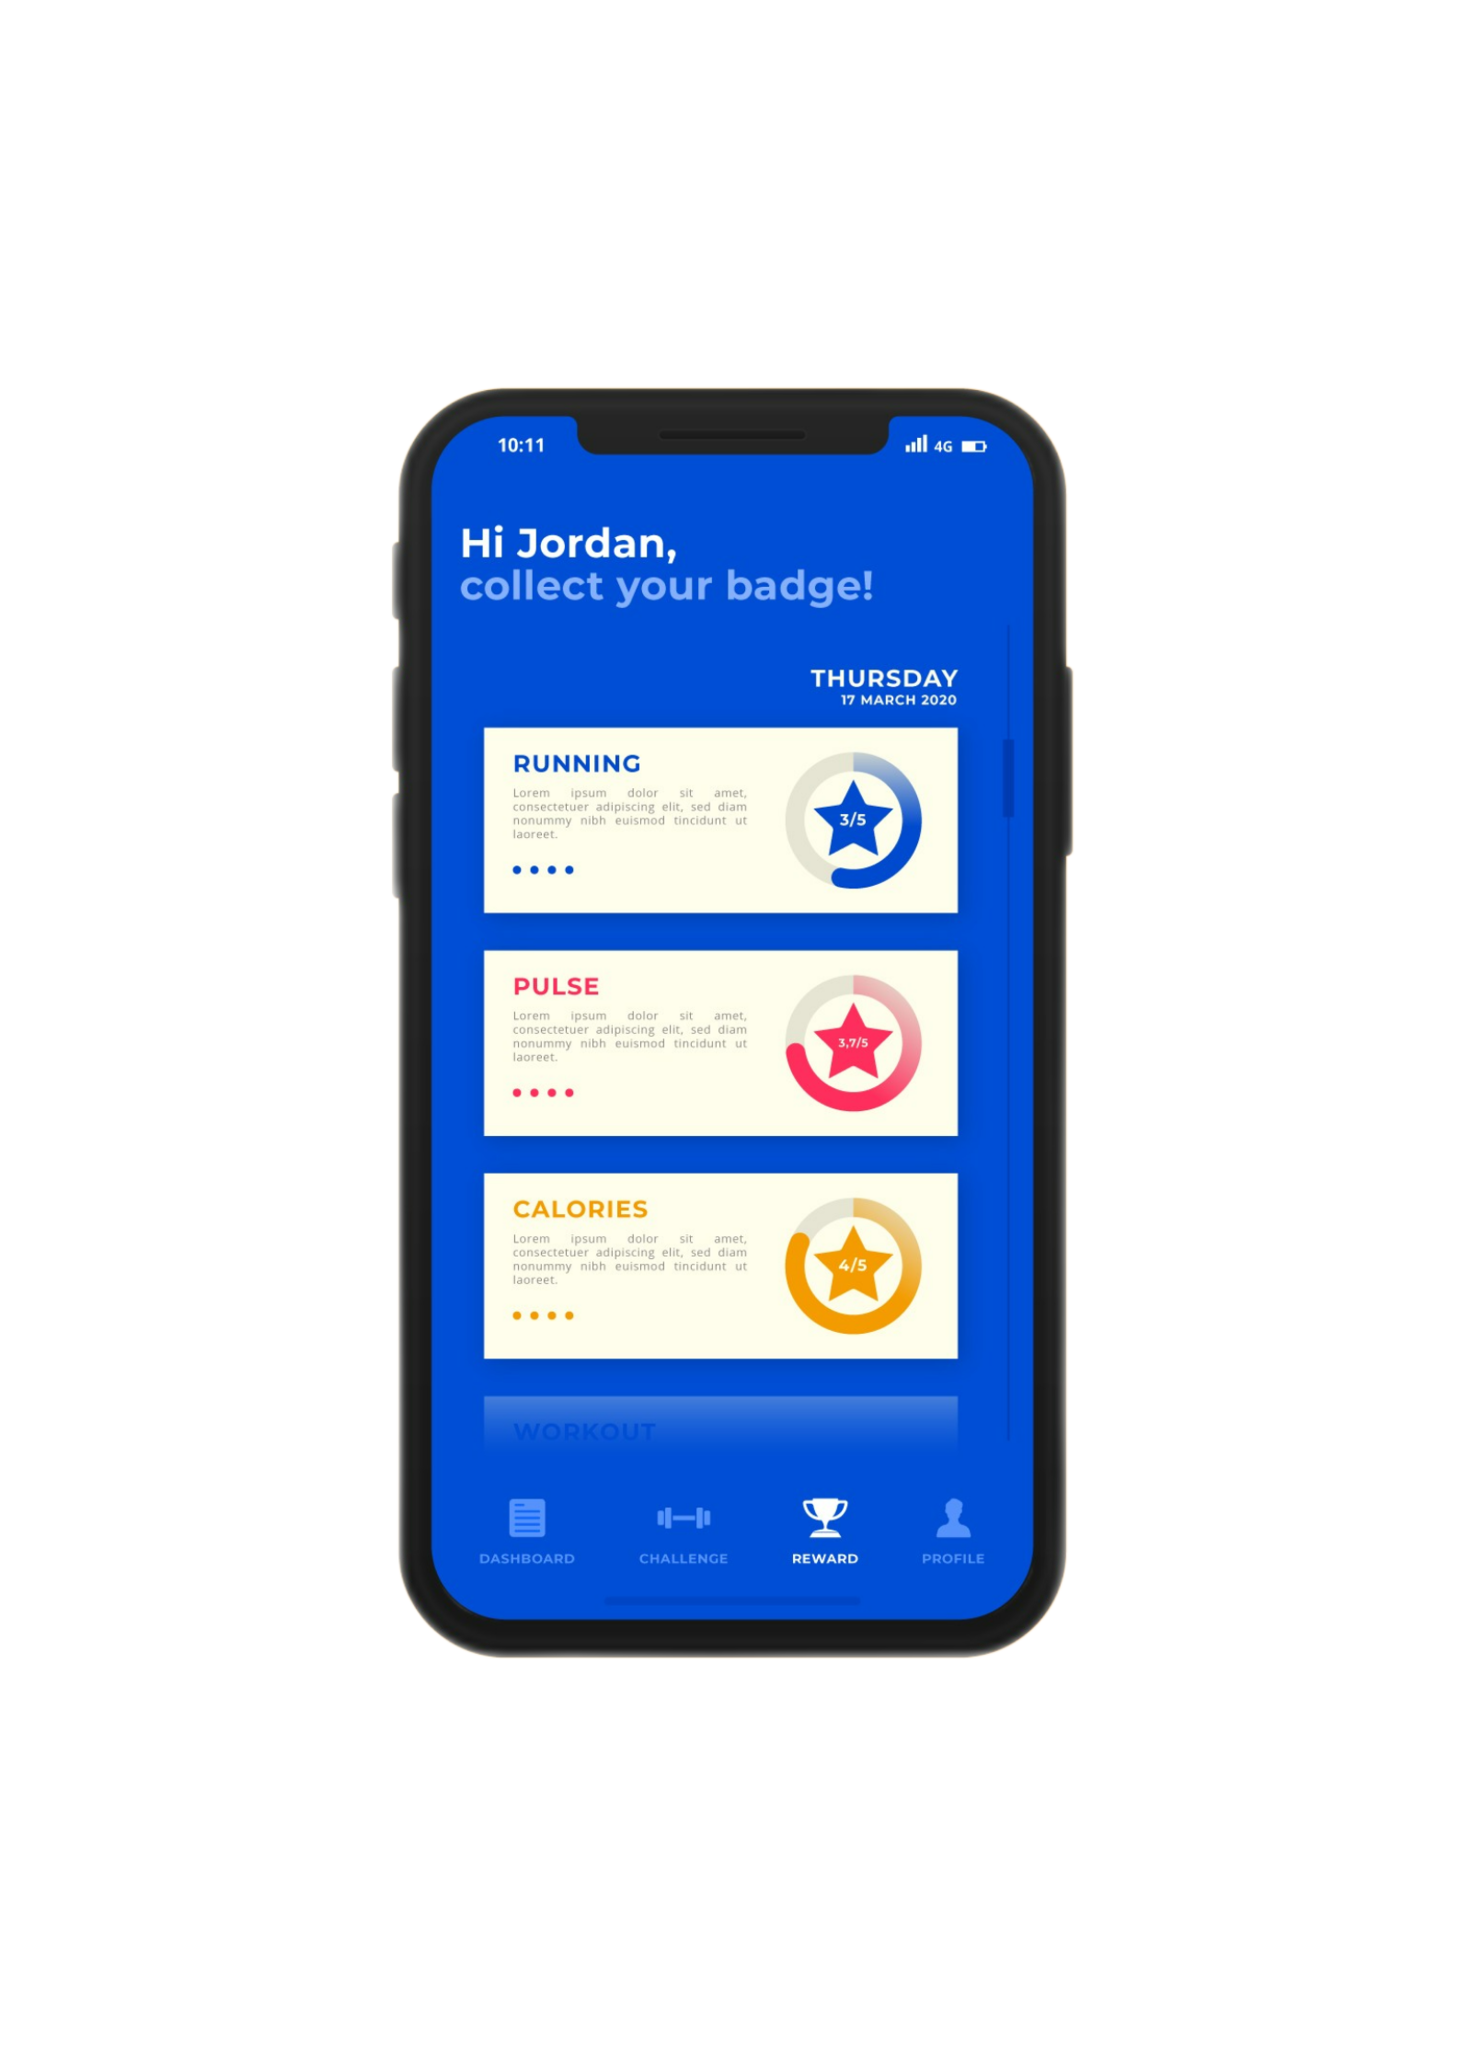 10:11
4G
Hi Jordan,
collect your badge!
THURSDAY
17 MARCH 2020
RUNNING
Lorem ipsum dolor sit amet,
consectetuer adipiscing elit, sed diam
nonummy nibh euismod tincidunt ut
laoreet.
3/5
PULSE
Lorem ipsum dolor sit amet,
consectetuer adipiscing elit, sed diam
nonummy nibh euismod tincidunt ut
laoreet.
3,7/5
CALORIES
Lorem ipsum dolor sit amet,
consectetuer adipiscing elit, sed diam
nonummy nibh euismod tincidunt ut
laoreet.
4/5
WORKOUT
DASHBOARD
CHALLENGE
REWARD
PROFILE